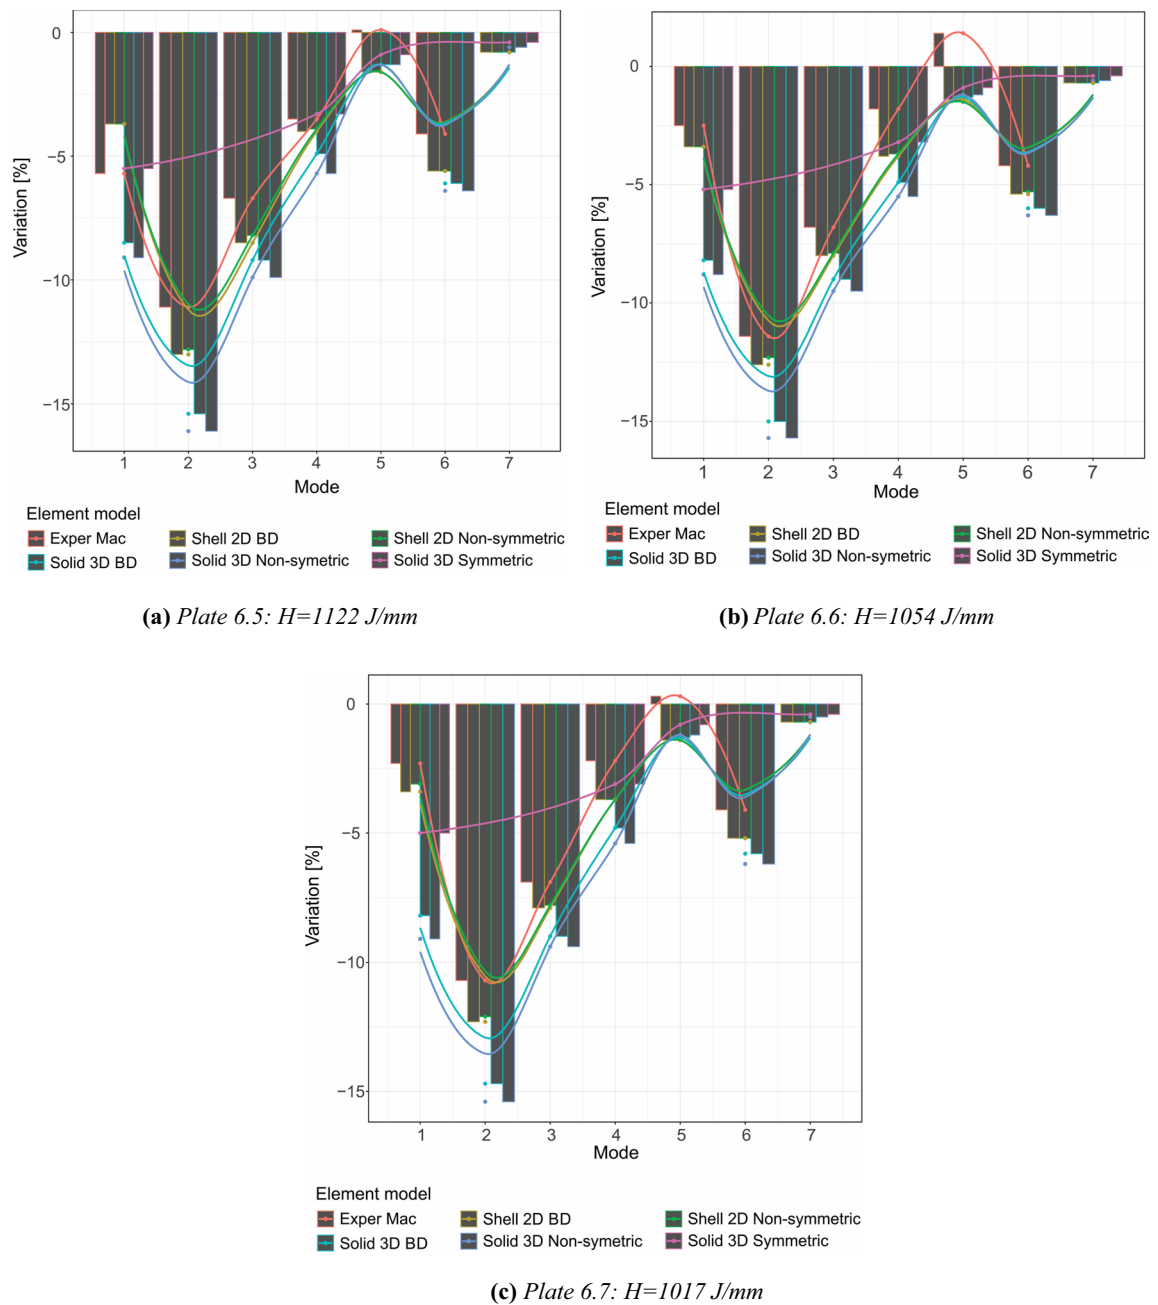 0
−5
−10
−15
Variation [%]
1 2 3 4 5 6 7
Mode
Element model
Exper Mac Shell 2D BD Shell 2D Non-symmetric
Solid 3D BD Solid 3D Non-symetric Solid 3D Symmetric
(a) Plate 6.5: H=1122 J/mm
0
−5
−10
−15
Variation [%]
1 2 3 4 5 6 7
Mode
Element model
Exper Mac Shell 2D BD Shell 2D Non-symmetric
Solid 3D BD Solid 3D Non-symetric Solid 3D Symmetric
(b) Plate 6.6: H=1054 J/mm
0
−5
−10
−15
Variation [%]
1 2 3 4 5 6 7
Mode
Element model
Exper Mac Shell 2D BD Shell 2D Non-symmetric
Solid 3D BD Solid 3D Non-symetric Solid 3D Symmetric
(c) Plate 6.7: H=1017 J/mm